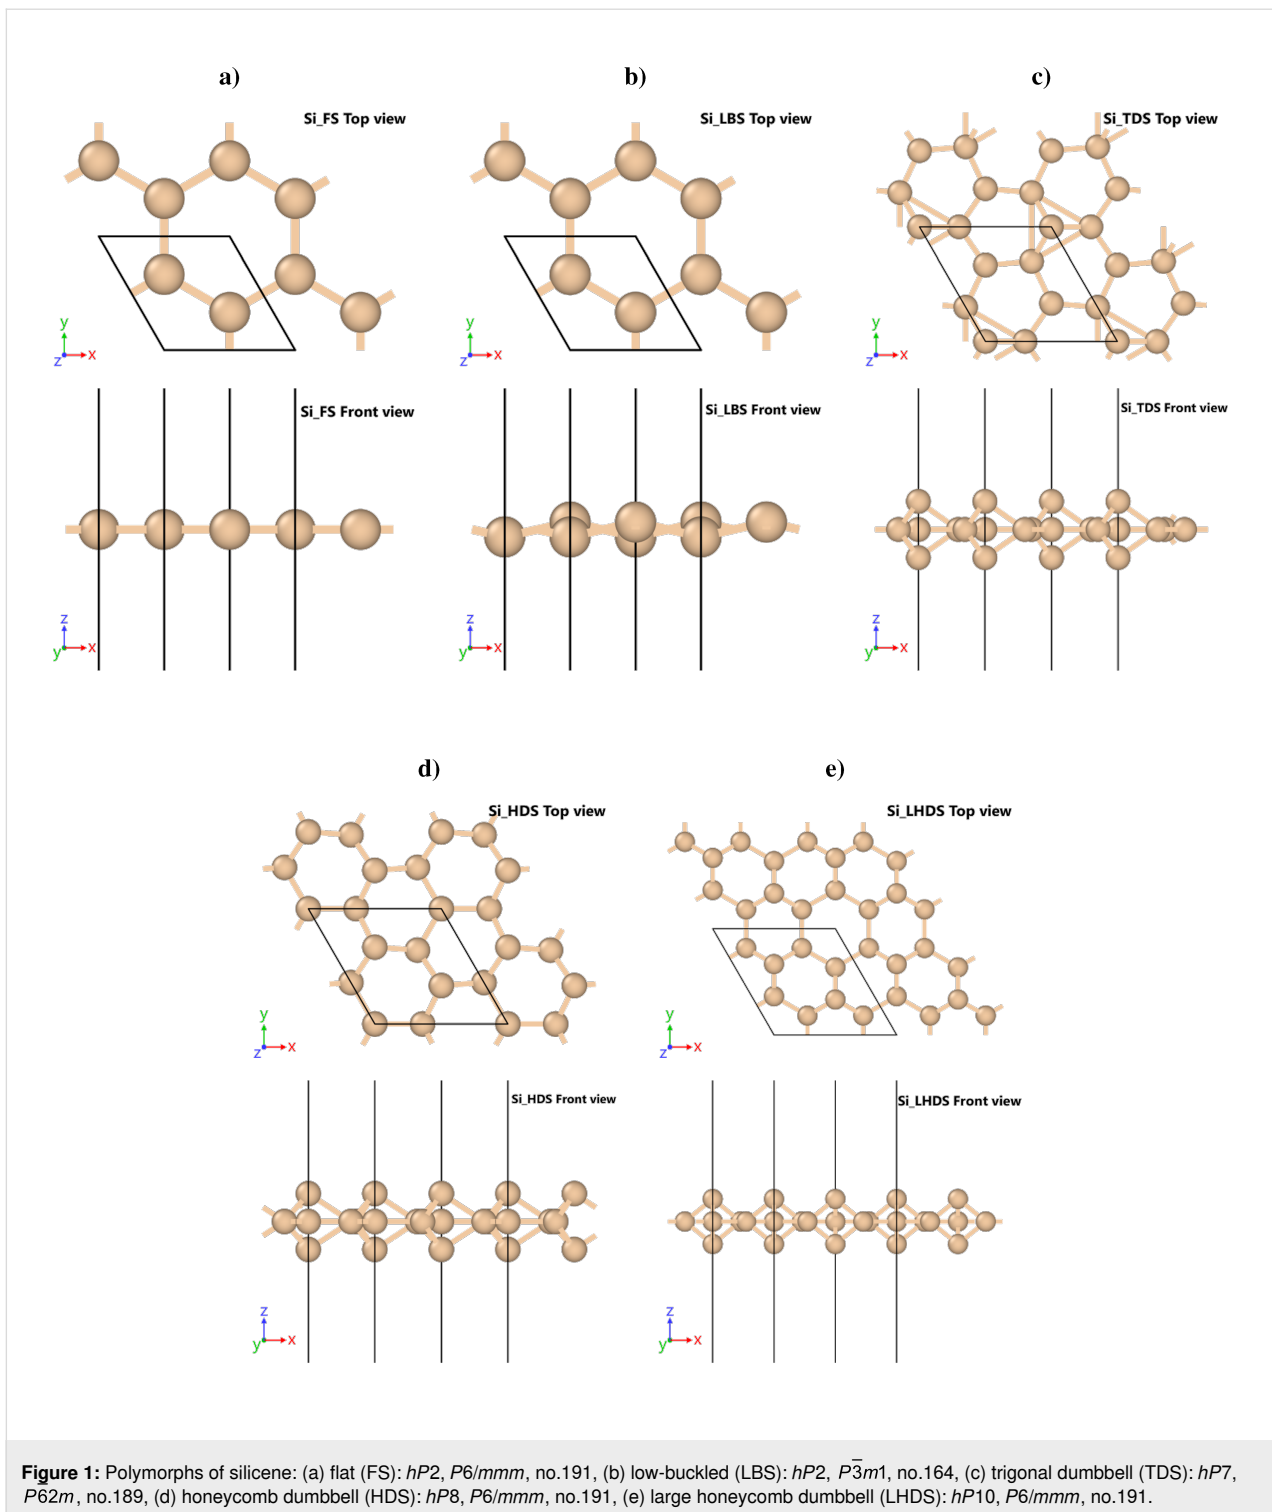 a)
b)
c)
Si_FS Top view
Si_LBS Top view
Si_TDS Top view
y
z
x
y
z
x
y
z
x
Si_FS Front view
Si_LBS Front view
Si_TDS Front view
z
y
x
z
y
x
z
y
x
d)
e)
Si_HDS Top view
Si_LHDS Top view
y
z
x
y
z
x
Si_HDS Front view
Si_LHDS Front view
z
y
x
z
y
x
Figure 1: Polymorphs of silicene: (a) flat (FS): hP2, P6/mmm, no.191, (b) low-buckled (LBS): hP2, P3̅m1, no.164, (c) trigonal dumbbell (TDS): hP7,
P6̅2m, no.189, (d) honeycomb dumbbell (HDS): hP8, P6/mmm, no.191, (e) large honeycomb dumbbell (LHDS): hP10, P6/mmm, no.191.